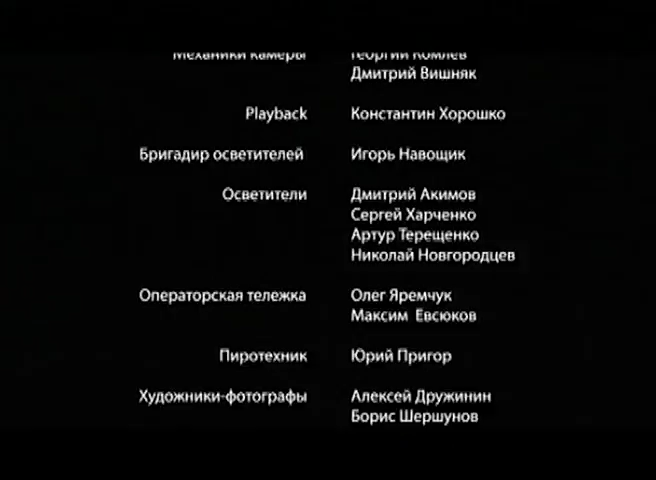 Механики камеры Георгий Комлев
Дмитрий Вишняк
Playback Константин Хорошко
Бригадир осветителей Игорь Навощик
Осветители Дмитрий Акимов
Сергей Харченко
Артур Терещенко
Николай Новгородцев
Операторская тележка Олег Яремчук
Максим Евсюков
Пиротехник Юрий Пригор
Художники-фотографы Алексей Дружинин
Борис Шершунов